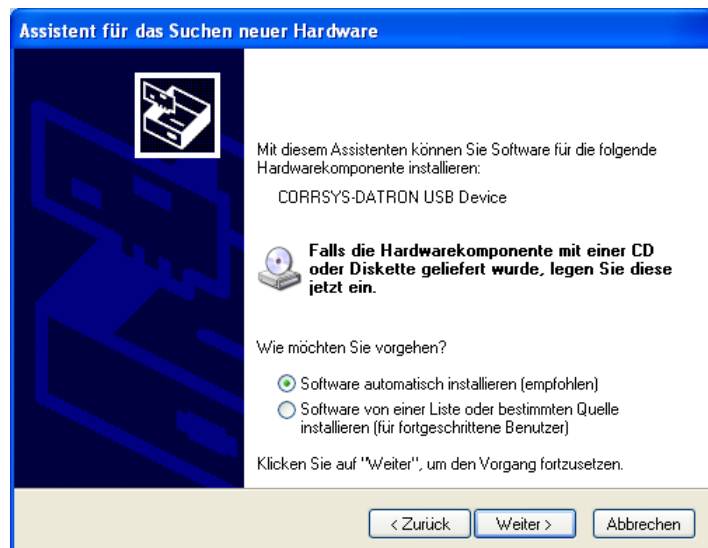 Assistent für das Suchen neuer Hardware
Mit diesem Assistenten können Sie Software für die folgende
Hardwarekomponente installieren:
CORRSYS-DATRON USB Device
Falls die Hardwarekomponente mit einer CD
oder Diskette geliefert wurde, legen Sie diese
jetzt ein.
Wie möchten Sie vorgehen?
Software automatisch installieren (empfohlen)
Software von einer Liste oder bestimmten Quelle
installieren (für fortgeschrittene Benutzer)
Klicken Sie auf "Weiter", um den Vorgang fortzusetzen.
< Zurück Weiter > Abbrechen